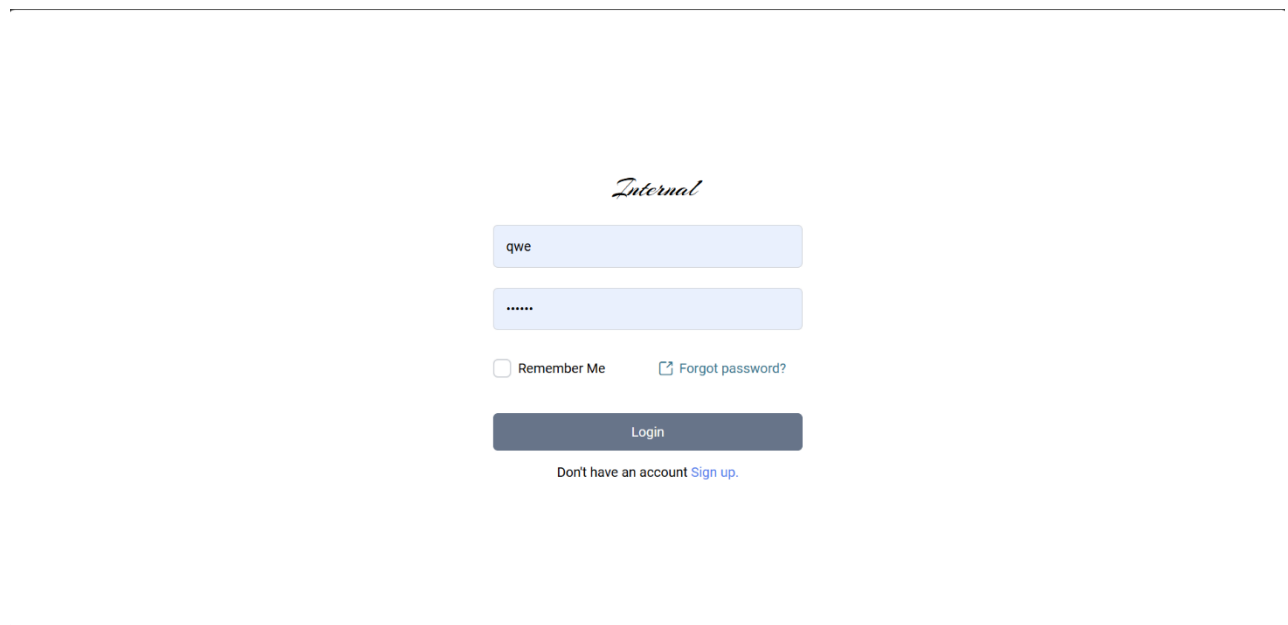 Internal
qwe
••••••
Remember Me Forgot password?
Login
Don't have an account Sign up.